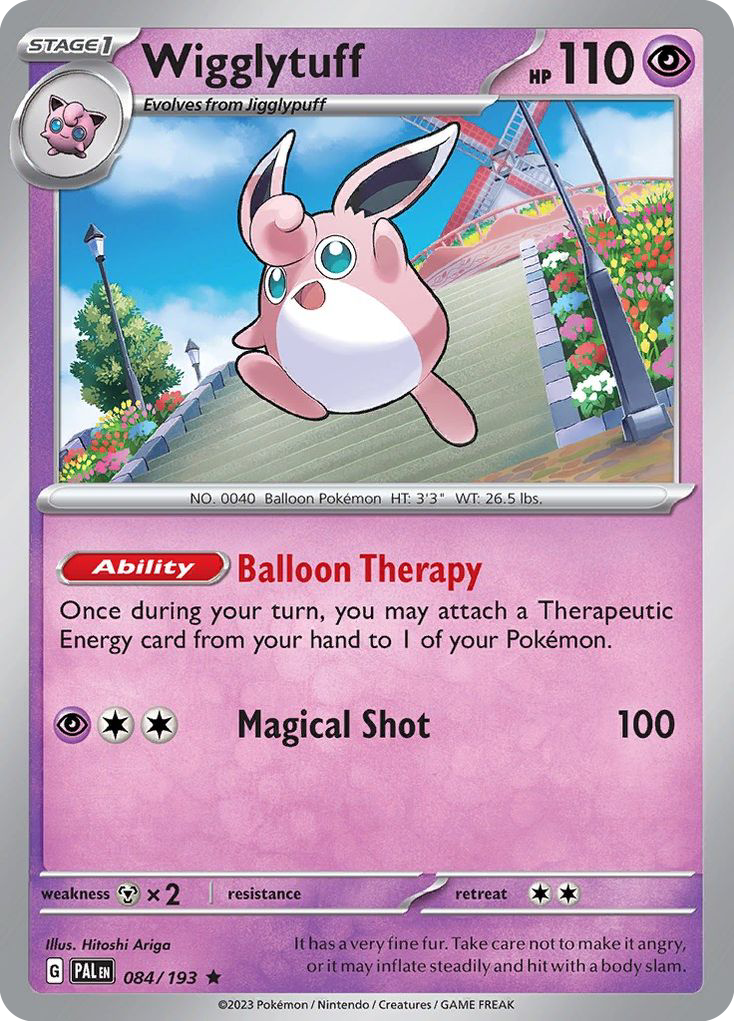 STAGE1
Wigglytuff
HP 110
Evolves from Jigglypuff
NO. 0040 Balloon Pokémon HT: 3'3" WT: 26.5 lbs.
Ability Balloon Therapy
Once during your turn, you may attach a Therapeutic
Energy card from your hand to 1 of your Pokémon.
Magical Shot 100
weakness ×2 resistance retreat
Illus. Hitoshi Ariga
It has a very fine fur. Take care not to make it angry,
or it may inflate steadily and hit with a body slam.
G PAL EN 084/193 ★
©2023 Pokémon / Nintendo / Creatures / GAME FREAK